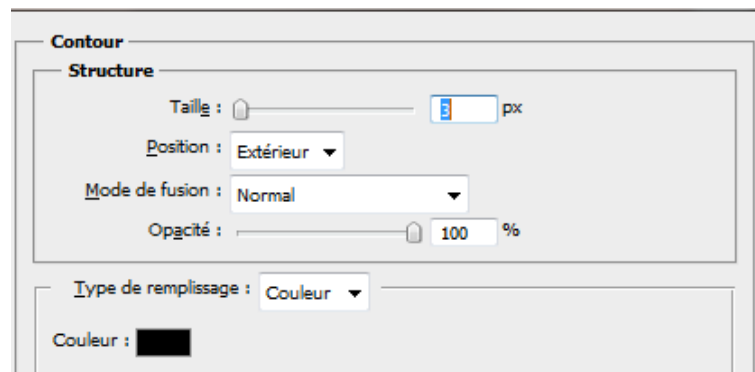 Contour
Structure
Taille : 3 px
Position : Extérieur
Mode de fusion : Normal
Opacité : 100 %
Type de remplissage : Couleur
Couleur :